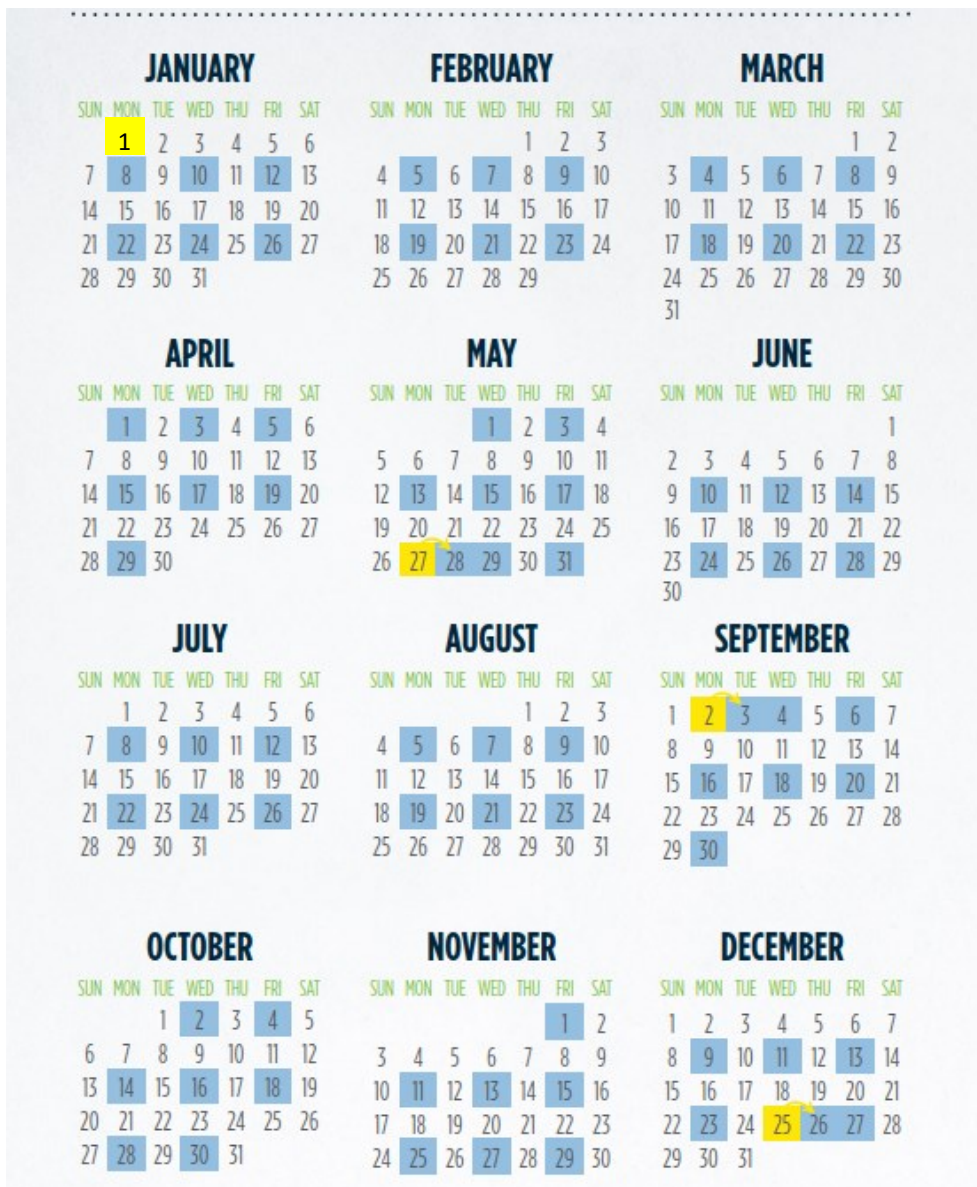 JANUARY
SUN MON TUE WED THU FRI SAT
1 2 3 4 5 6
7 8 9 10 11 12 13
14 15 16 17 18 19 20
21 22 23 24 25 26 27
28 29 30 31
FEBRUARY
SUN MON TUE WED THU FRI SAT
1 2 3
4 5 6 7 8 9 10
11 12 13 14 15 16 17
18 19 20 21 22 23 24
25 26 27 28 29
MARCH
SUN MON TUE WED THU FRI SAT
1 2
3 4 5 6 7 8 9
10 11 12 13 14 15 16
17 18 19 20 21 22 23
24 25 26 27 28 29 30
31
APRIL
SUN MON TUE WED THU FRI SAT
1 2 3 4 5 6
7 8 9 10 11 12 13
14 15 16 17 18 19 20
21 22 23 24 25 26 27
28 29 30
MAY
SUN MON TUE WED THU FRI SAT
1 2 3 4
5 6 7 8 9 10 11
12 13 14 15 16 17 18
19 20 21 22 23 24 25
26 27 28 29 30 31
JUNE
SUN MON TUE WED THU FRI SAT
1
2 3 4 5 6 7 8
9 10 11 12 13 14 15
16 17 18 19 20 21 22
23 24 25 26 27 28 29
30
JULY
SUN MON TUE WED THU FRI SAT
1 2 3 4 5 6
7 8 9 10 11 12 13
14 15 16 17 18 19 20
21 22 23 24 25 26 27
28 29 30 31
AUGUST
SUN MON TUE WED THU FRI SAT
1 2 3
4 5 6 7 8 9 10
11 12 13 14 15 16 17
18 19 20 21 22 23 24
25 26 27 28 29 30 31
SEPTEMBER
SUN MON TUE WED THU FRI SAT
1 2 3 4 5 6 7
8 9 10 11 12 13 14
15 16 17 18 19 20 21
22 23 24 25 26 27 28
29 30
OCTOBER
SUN MON TUE WED THU FRI SAT
1 2 3 4 5
6 7 8 9 10 11 12
13 14 15 16 17 18 19
20 21 22 23 24 25 26
27 28 29 30 31
NOVEMBER
SUN MON TUE WED THU FRI SAT
1 2
3 4 5 6 7 8 9
10 11 12 13 14 15 16
17 18 19 20 21 22 23
24 25 26 27 28 29 30
DECEMBER
SUN MON TUE WED THU FRI SAT
1 2 3 4 5 6 7
8 9 10 11 12 13 14
15 16 17 18 19 20 21
22 23 24 25 26 27 28
29 30 31